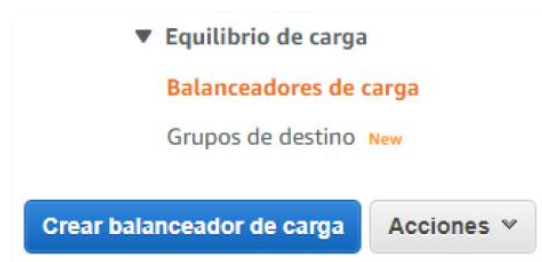 Equilibrio de carga
Balanceadores de carga
Grupos de destino New
Crear balanceador de carga Acciones